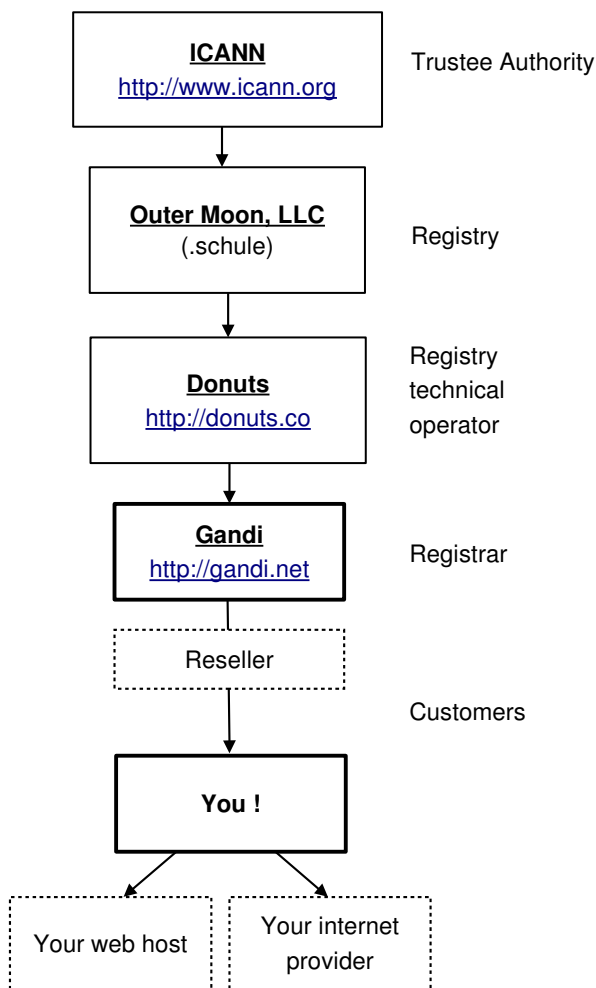 ICANN
http://www.icann.org
Trustee Authority
Outer Moon, LLC
(.schule)
Registry
Donuts
http://donuts.co
Registry
technical
operator
Gandi
http://gandi.net
Registrar
Reseller
Customers
You !
Your web host
Your internet
provider